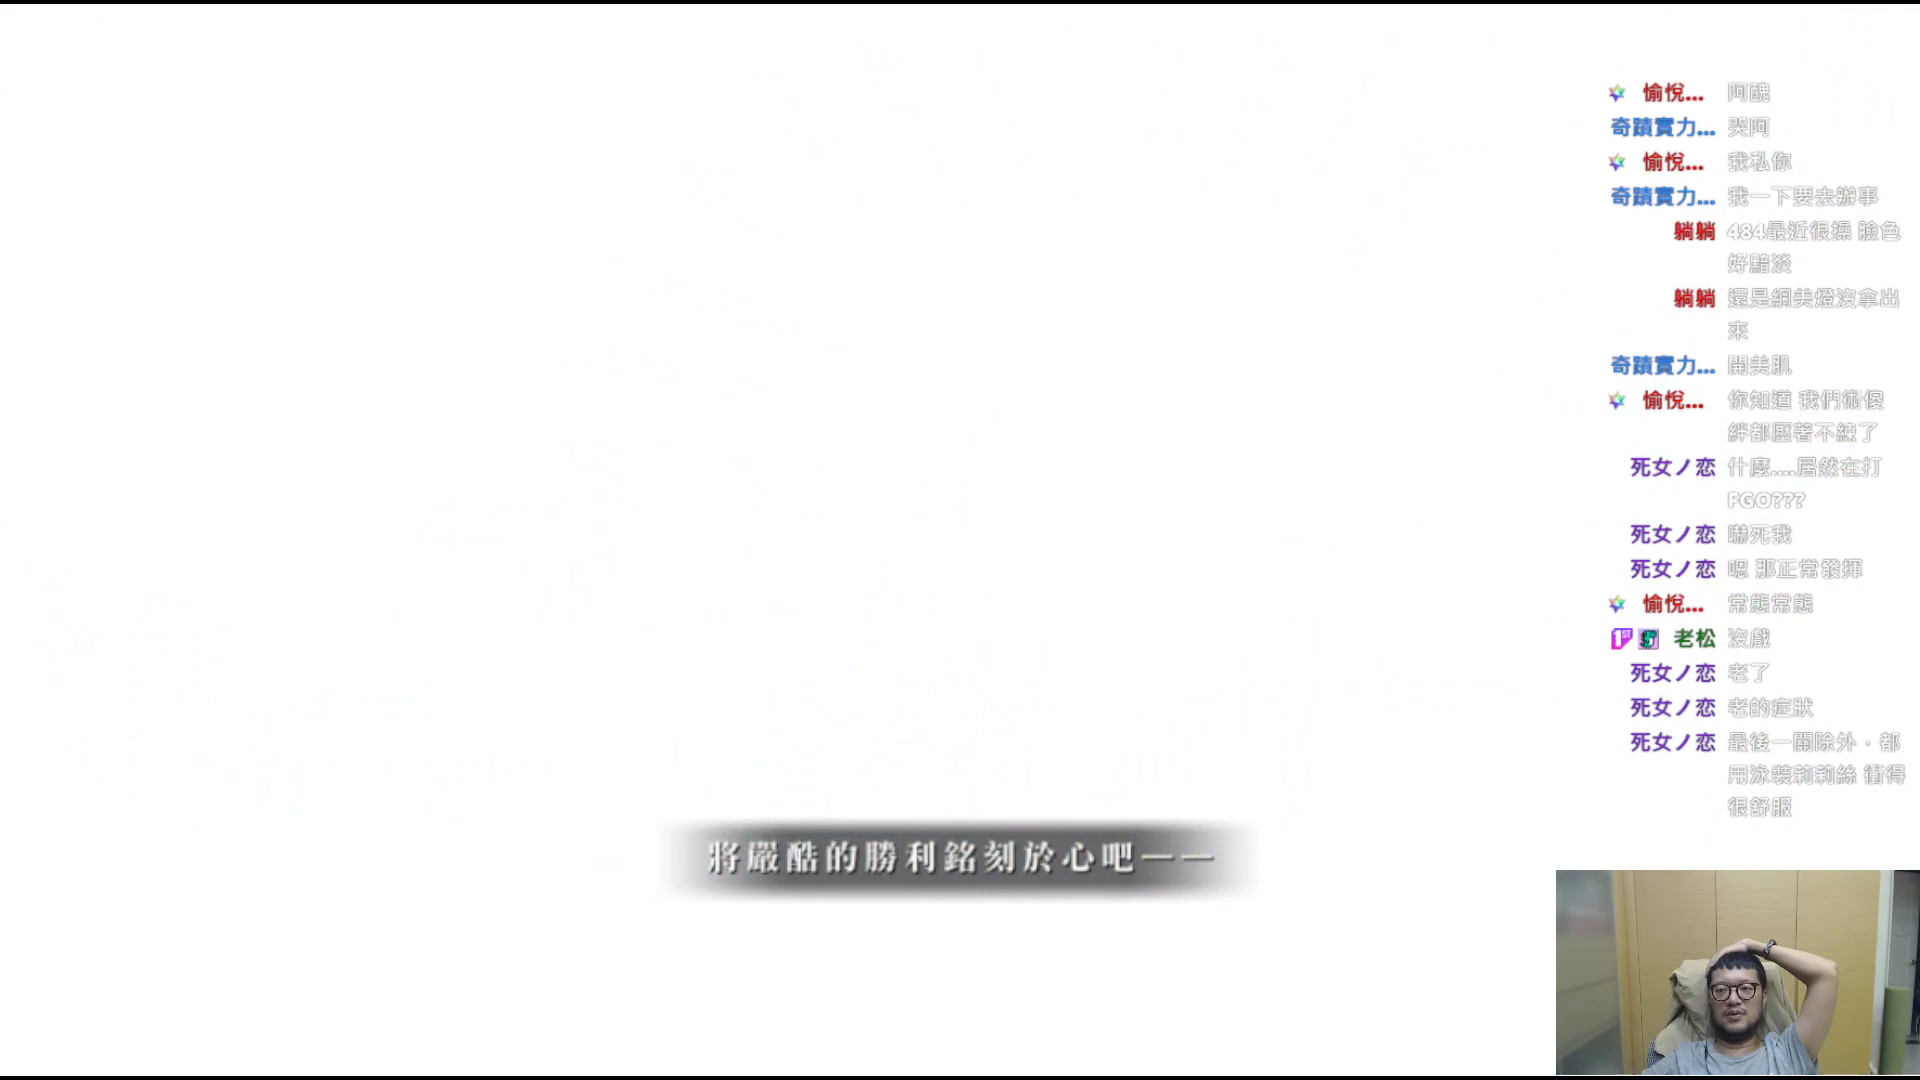 愉悅... 阿醜
奇蹟實力... 哭阿
愉悅... 我私你
奇蹟實力... 我一下要去辦事
躺躺 484最近很操 臉色
好黯淡
躺躺 還是網美燈沒拿出
來
奇蹟實力... 開美肌
愉悅... 你知道 我們術傻
絆都壓著不練了
死女ノ恋 什麼....居然在打
FGO???
死女ノ恋 嚇死我
死女ノ恋 嗯 那正常發揮
愉悅... 常態常態
1ST 老松 沒戲
死女ノ恋 老了
死女ノ恋 老的症狀
死女ノ恋 最後一關除外,都
用泳裝莉莉絲 衝得
很舒服
將嚴酷的勝利銘刻於心吧——